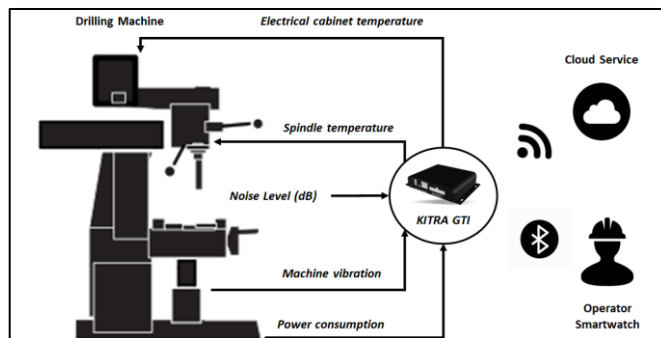 Drilling Machine
Electrical cabinet temperature
Cloud Service
Spindle temperature
Noise Level (dB)
KITRA GTI
Machine vibration
Power consumption
Operator
Smartwatch